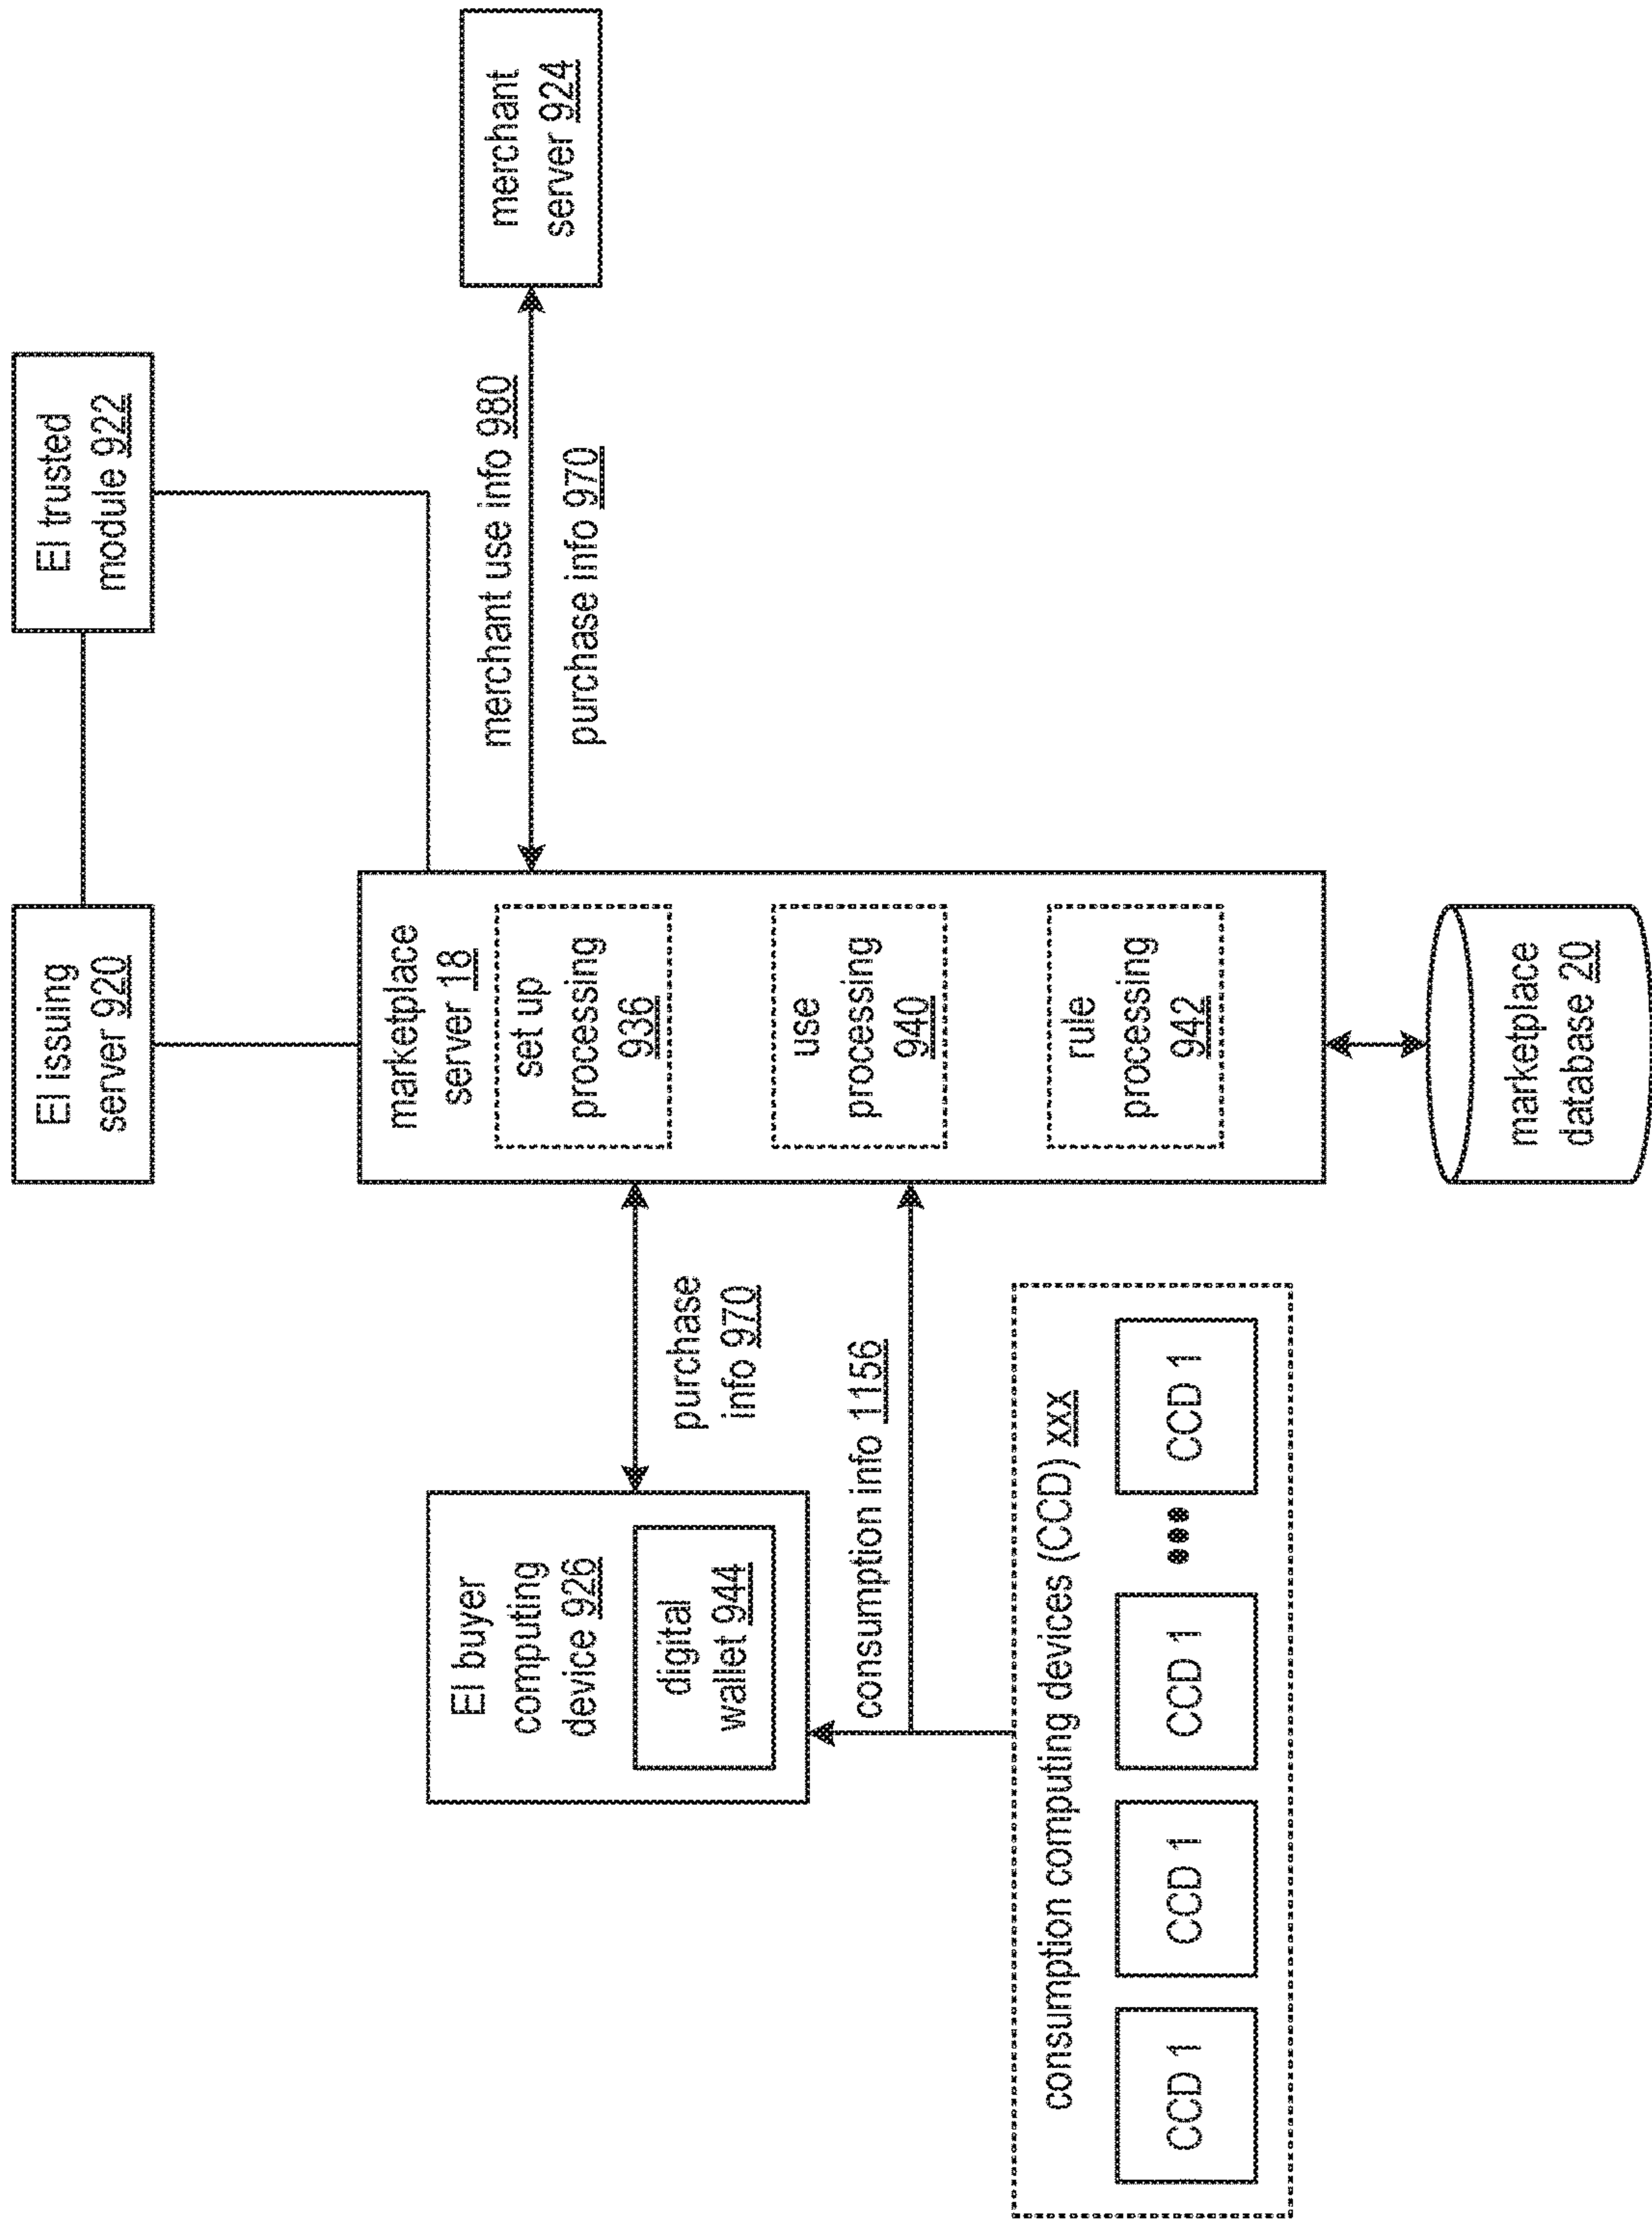 EI issuing
server 920
EI trusted
module 922
marketplace
server 18
set up
processing
936
use
processing
940
rule
processing
942
merchant use info 980
purchase info 970
merchant
server 924
EI buyer
computing
device 926
digital
wallet 944
purchase
info 970
consumption info 1156
consumption computing devices (CCD) xxx
CCD 1
CCD 1
CCD 1
CCD 1
marketplace
database 20